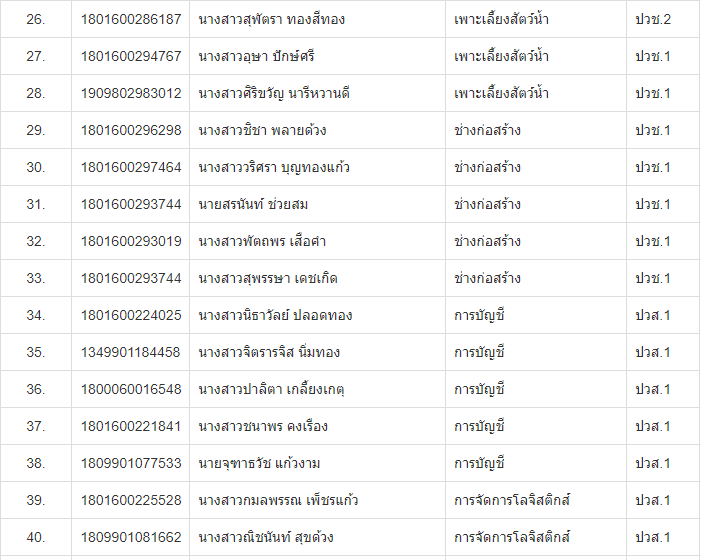 26. 1801600286187 นางสาวสุพัตรา ทองสีทอง เพาะเลี้ยงสัตว์น้ำ ปวช.2
27. 1801600294767 นางสาวอุษา ปักษ์ศรี เพาะเลี้ยงสัตว์น้ำ ปวช.1
28. 1909802983012 นางสาวศิริขวัญ นารีหวานดี เพาะเลี้ยงสัตว์น้ำ ปวช.1
29. 1801600296298 นางสาวชิชา พลายด้วง ช่างก่อสร้าง ปวช.1
30. 1801600297464 นางสาววริศรา บุญทองแก้ว ช่างก่อสร้าง ปวช.1
31. 1801600293744 นายสรนันท์ ช่วยสม ช่างก่อสร้าง ปวช.1
32. 1801600293019 นางสาวพัตถพร เสือคำ ช่างก่อสร้าง ปวช.1
33. 1801600293744 นางสาวสุพรรษา เดชเกิด ช่างก่อสร้าง ปวช.1
34. 1801600224025 นางสาวนิธาวัลย์ ปลอดทอง การบัญชี ปวส.1
35. 1349901184458 นางสาวจิตรารจิส นิ่มทอง การบัญชี ปวส.1
36. 1800060016548 นางสาวปาลิตา เกลี้ยงเกตุ การบัญชี ปวส.1
37. 1801600221841 นางสาวชนาพร คงเรือง การบัญชี ปวส.1
38. 1809901077533 นายจุฑาธวัช แก้วงาม การบัญชี ปวส.1
39. 1801600225528 นางสาวกมลพรรณ เพ็ชรแก้ว การจัดการโลจิสติกส์ ปวส.1
40. 1809901081662 นางสาวณิชนันท์ สุขด้วง การจัดการโลจิสติกส์ ปวส.1